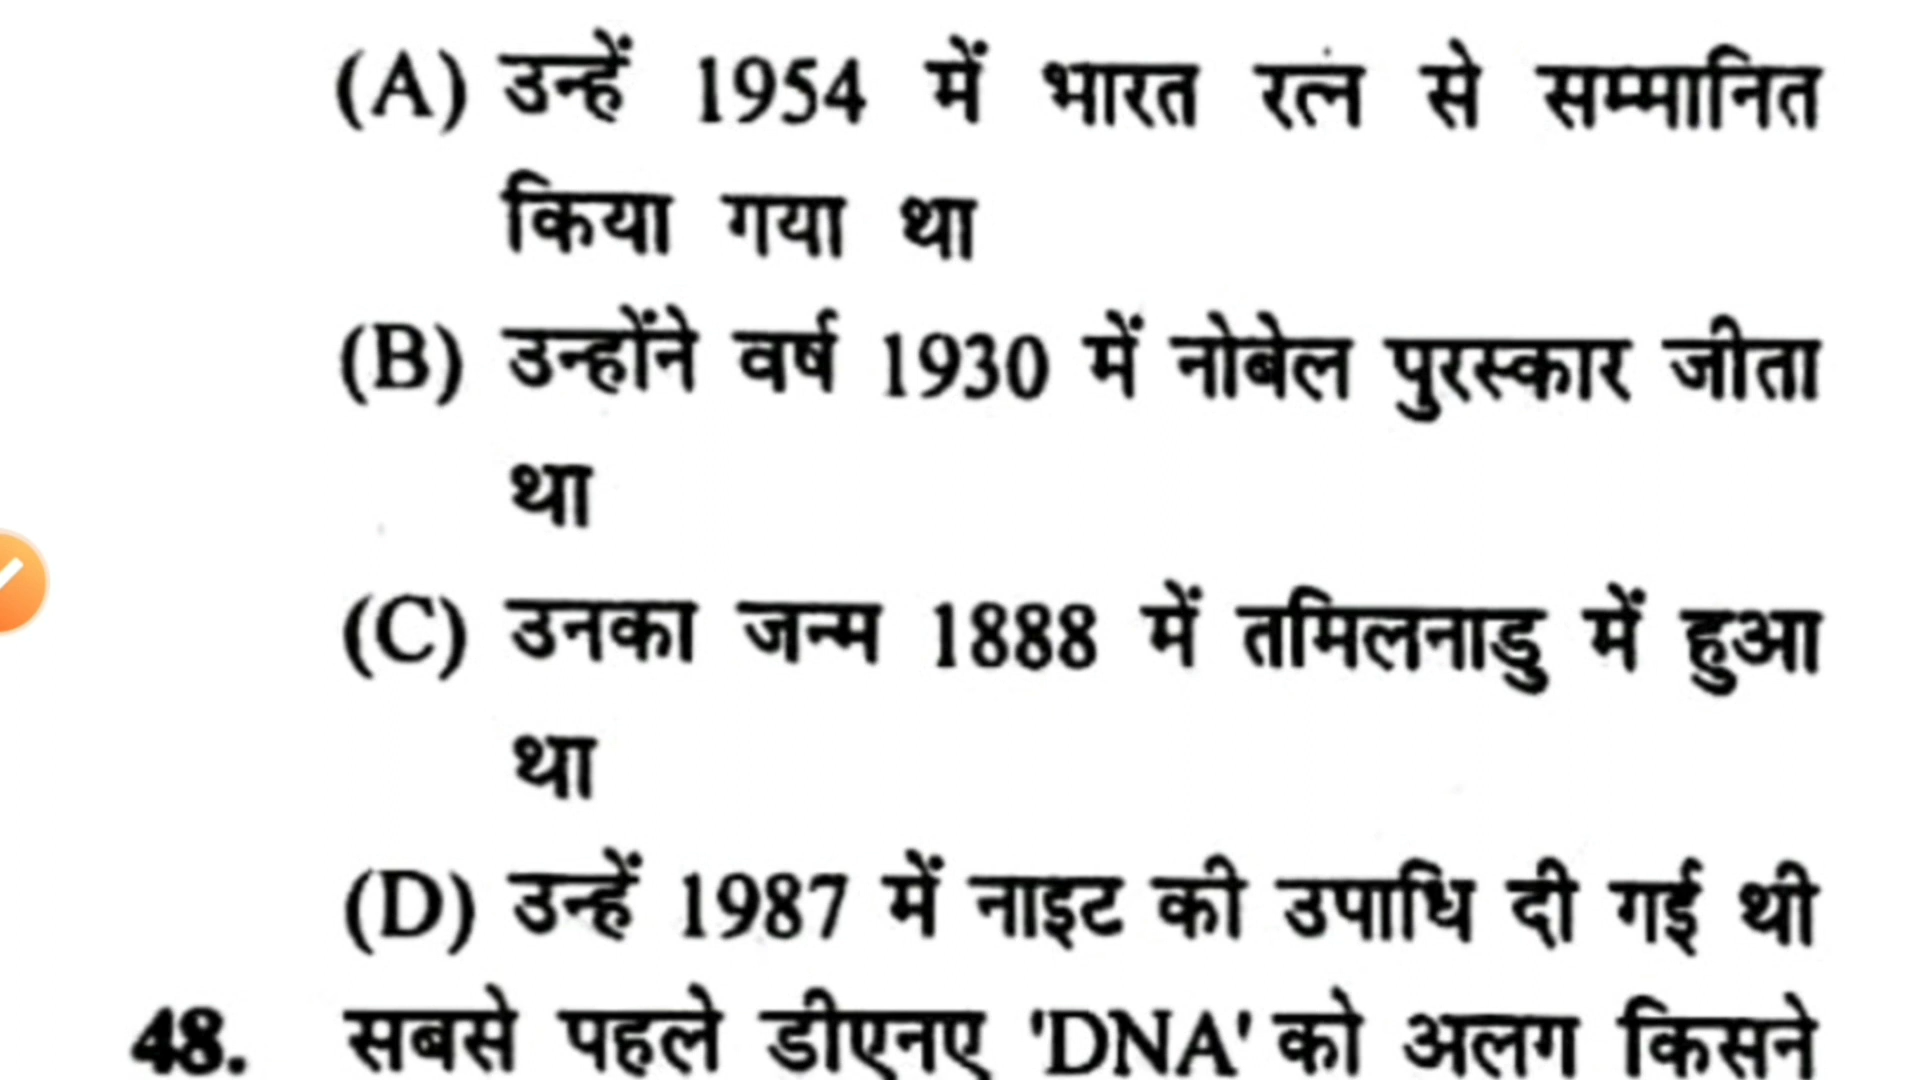 (A) उन्हें 1954 में भारत रत्न से सम्मानित
किया गया था
(B) उन्होंने वर्ष 1930 में नोबेल पुरस्कार जीता
था
(C) उनका जन्म 1888 में तमिलनाडु में हुआ
था
(D) उन्हें 1987 में नाइट की उपाधि दी गई थी
48. सबसे पहले डीएनए 'DNA' को अलग किसने